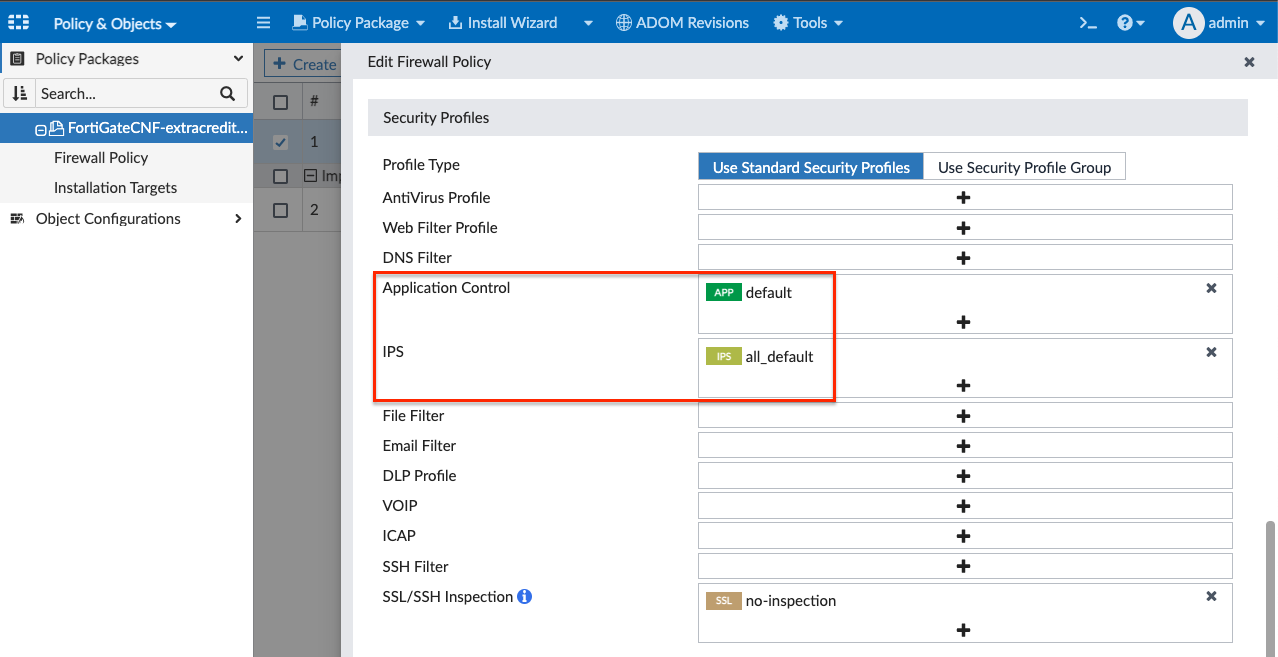 Policy & Objects
Policy Package
Install Wizard
ADOM Revisions
Tools
A admin
Policy Packages
Search...
FortiGateCNF-extracredit...
Firewall Policy
Installation Targets
Object Configurations
Create
#
1
Imp
2
Edit Firewall Policy
Security Profiles
Profile Type Use Standard Security Profiles Use Security Profile Group
AntiVirus Profile
Web Filter Profile
DNS Filter
Application Control APP default
IPS IPS all_default
File Filter
Email Filter
DLP Profile
VOIP
ICAP
SSH Filter
SSL/SSH Inspection SSL no-inspection